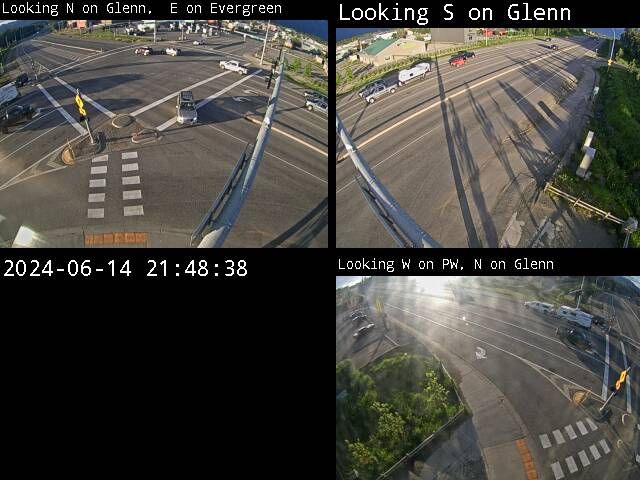 Looking N on Glenn,  E on Evergreen
Looking S on Glenn
2024-06-14 21:48:38
Looking W on PW, N on Glenn